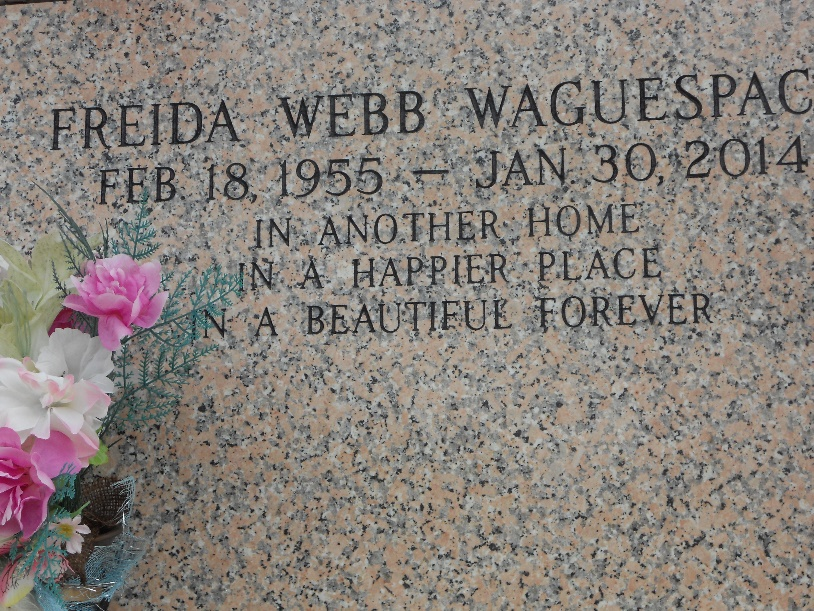 FREIDA WEBB WAGUESPAC
FEB 18, 1955 — JAN 30, 2014
IN ANOTHER HOME
IN A HAPPIER PLACE
IN A BEAUTIFUL FOREVER